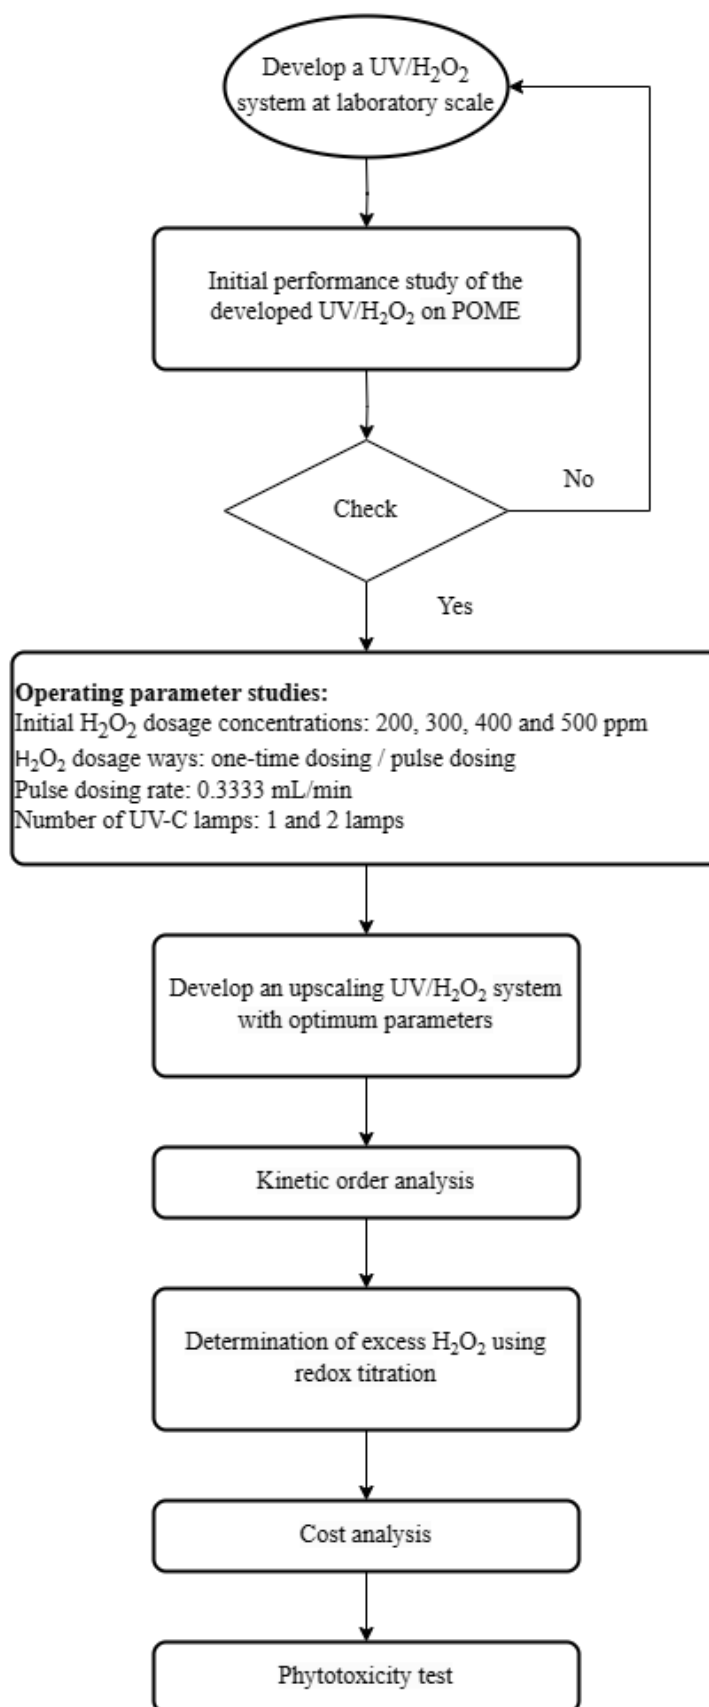 Develop a UV/H₂O₂
system at laboratory scale
Initial performance study of the
developed UV/H₂O₂ on POME
Check
No
Yes
Operating parameter studies:
Initial H₂O₂ dosage concentrations: 200, 300, 400 and 500 ppm
H₂O₂ dosage ways: one-time dosing / pulse dosing
Pulse dosing rate: 0.3333 mL/min
Number of UV-C lamps: 1 and 2 lamps
Develop an upscaling UV/H₂O₂ system
with optimum parameters
Kinetic order analysis
Determination of excess H₂O₂ using
redox titration
Cost analysis
Phytotoxicity test